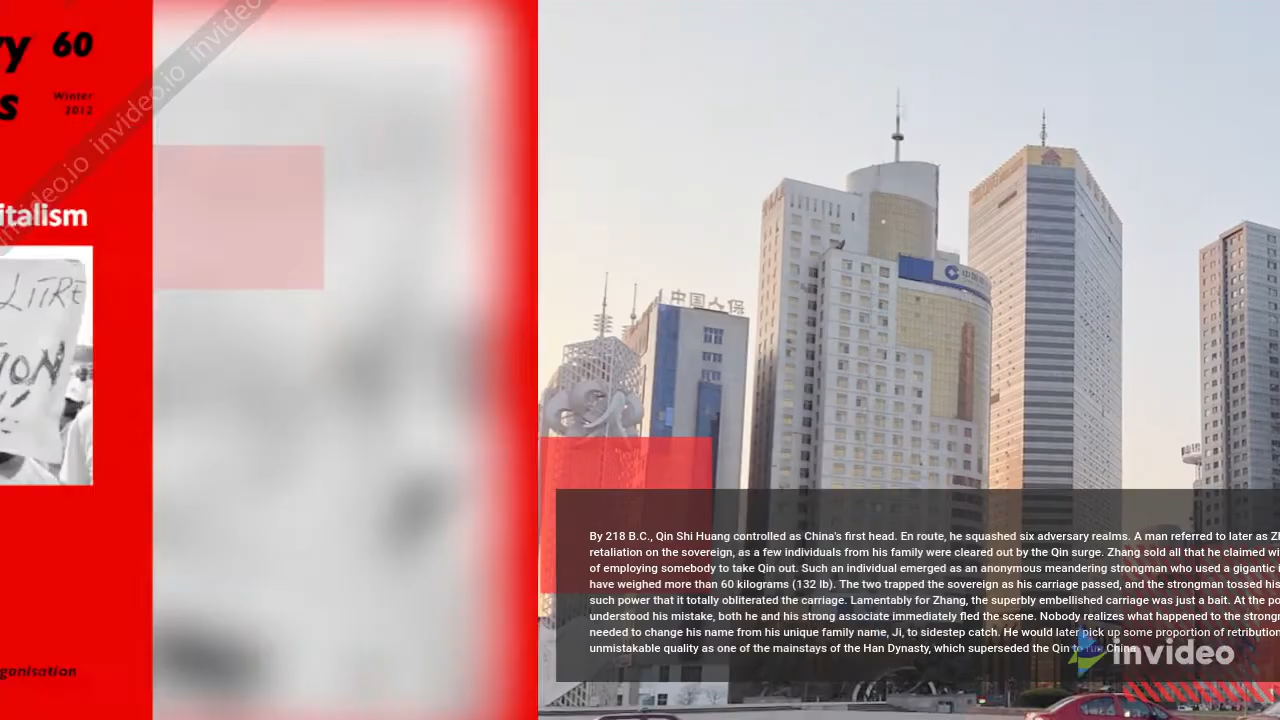 60
Winter
2012
invideo.io invideo.io invideo.io
LITRE
中国人保
By 218 B.C., Qin Shi Huang controlled as China's first head. En route, he squashed six adversary realms. A man referred to later as
retaliation on the sovereign, as a few individuals from his family were cleared out by the Qin surge. Zhang sold all that he claimed
of employing somebody to take Qin out. Such an individual emerged as an anonymous meandering strongman who used a gigantic
have weighed more than 60 kilograms (132 lb). The two trapped the sovereign as his carriage passed, and the strongman tossed his
such power that it totally obliterated the carriage. Lamentably for Zhang, the superbly embellished carriage was just a bait. At the
understood his mistake, both he and his strong associate immediately fled the scene. Nobody realizes what happened to the
needed to change his name from his unique family name, Ji, to sidestep catch. He would later pick up some proportion of
unmistakable quality as one of the mainstays of the Han Dynasty, which superseded the Qin to rule China.
invideo